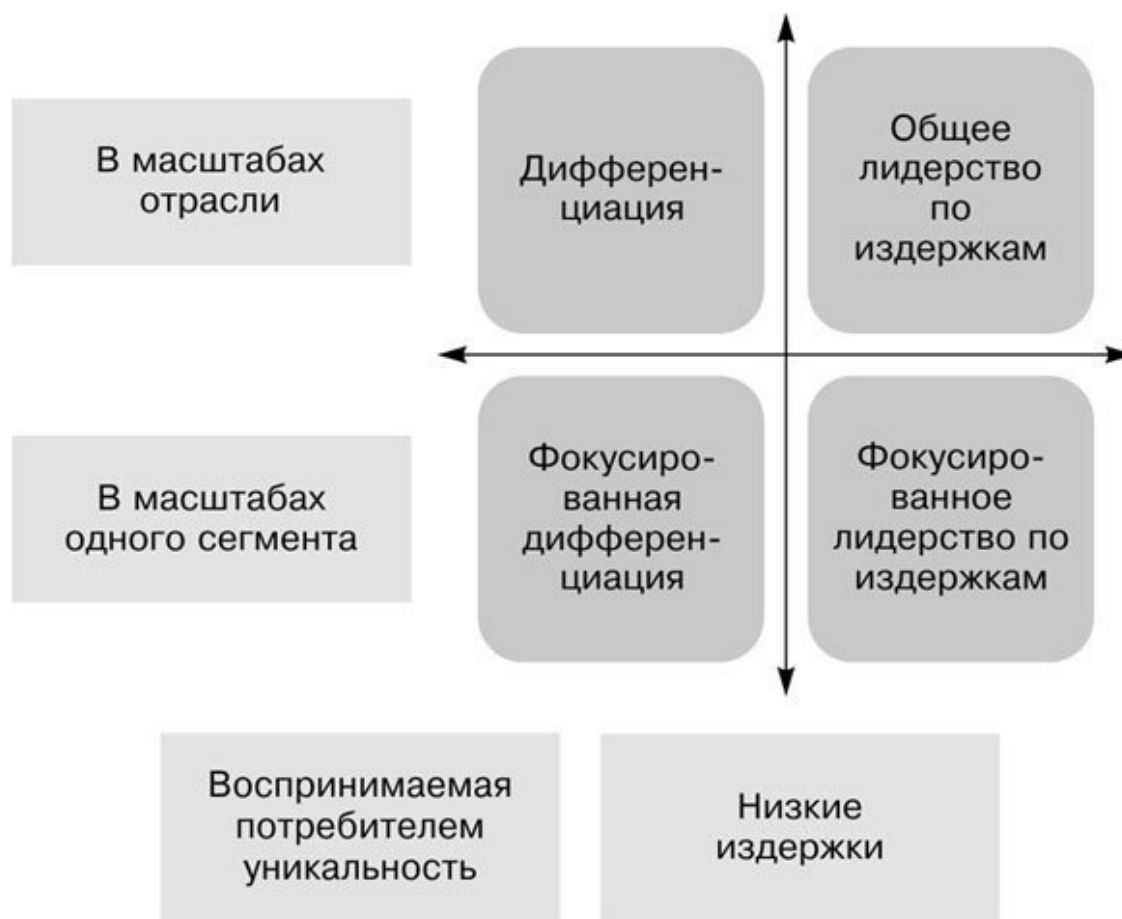 В масштабах
отрасли
Дифферен-
циация
Общее
лидерство
по
издержкам
В масштабах
одного сегмента
Фокусиро-
ванная
дифферен-
циация
Фокусиро-
ванное
лидерство по
издержкам
Воспринимаемая
потребителем
уникальность
Низкие
издержки